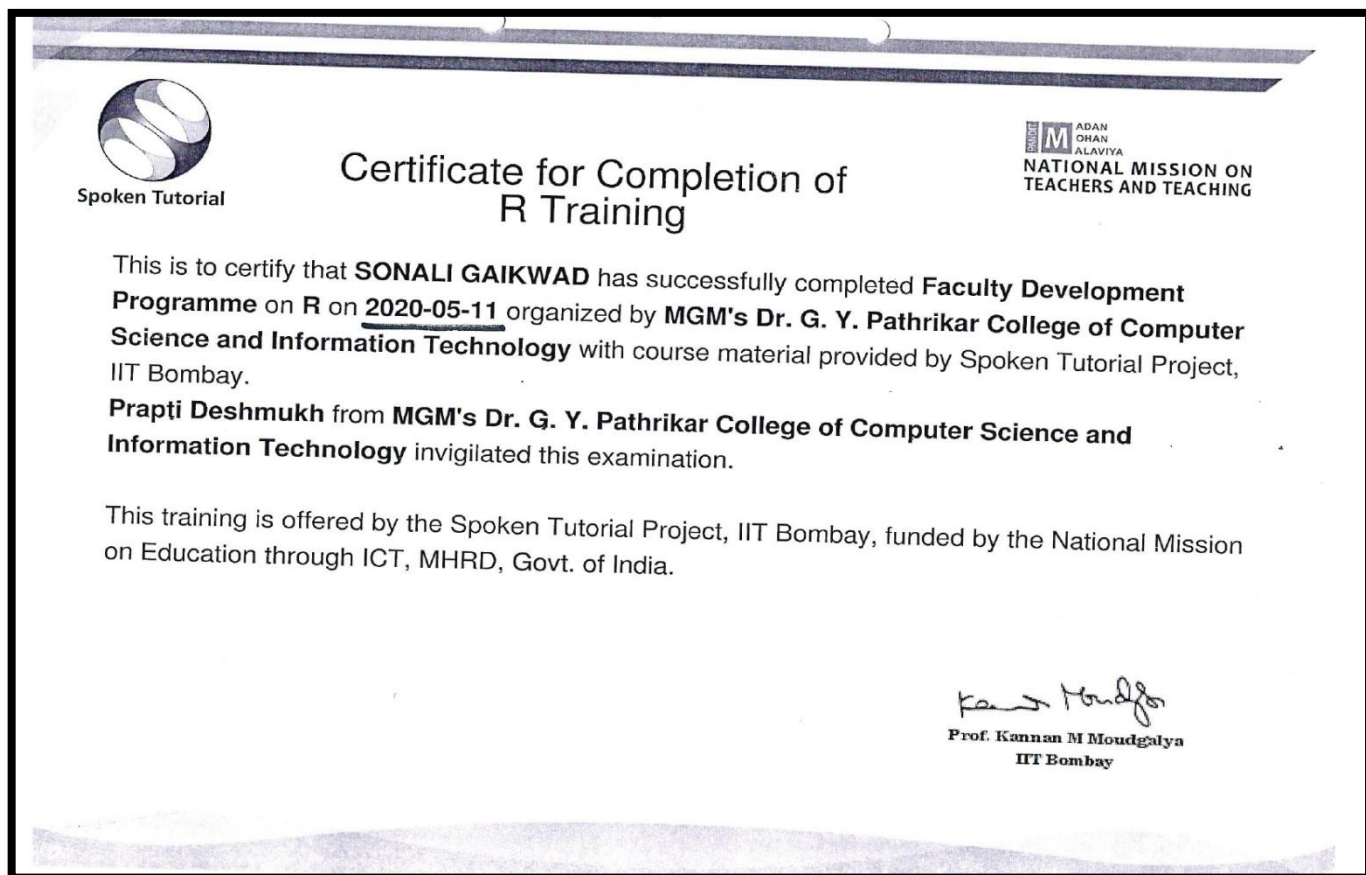 Spoken Tutorial
Certificate for Completion of
R Training
PANDIT
MADAN
MOHAN
MALAVIYA
NATIONAL MISSION ON
TEACHERS AND TEACHING
This is to certify that SONALI GAIKWAD has successfully completed Faculty Development
Programme on R on 2020-05-11 organized by MGM's Dr. G. Y. Pathrikar College of Computer
Science and Information Technology with course material provided by Spoken Tutorial Project,
IIT Bombay.
Prapti Deshmukh from MGM's Dr. G. Y. Pathrikar College of Computer Science and
Information Technology invigilated this examination.
This training is offered by the Spoken Tutorial Project, IIT Bombay, funded by the National Mission
on Education through ICT, MHRD, Govt. of India.
Prof. Kannan M Moudgalya
IIT Bombay